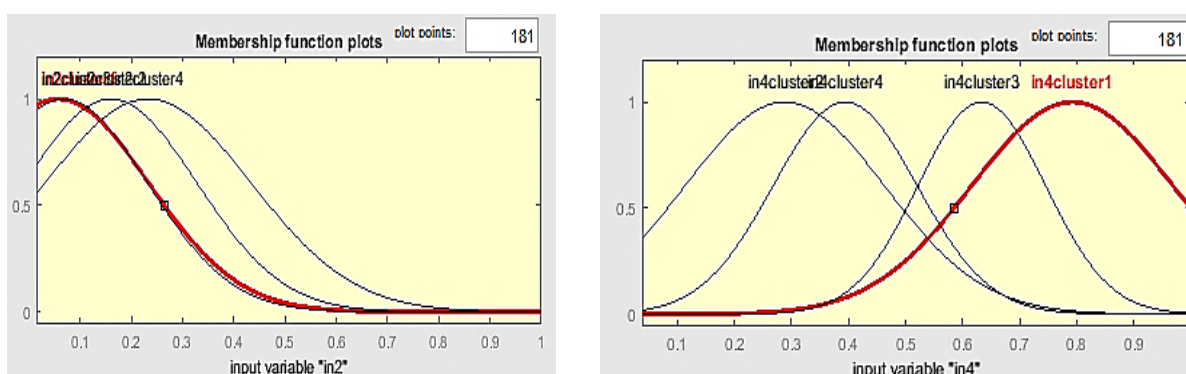 Membership function plots plot points: 181
in2cluster4
1
0.5
0
0.1 0.2 0.3 0.4 0.5 0.6 0.7 0.8 0.9 1
input variable "in2"
Membership function plots plot points: 181
in4cluster2 in4cluster4 in4cluster3 in4cluster1
1
0.5
0
0.1 0.2 0.3 0.4 0.5 0.6 0.7 0.8 0.9
input variable "in4"